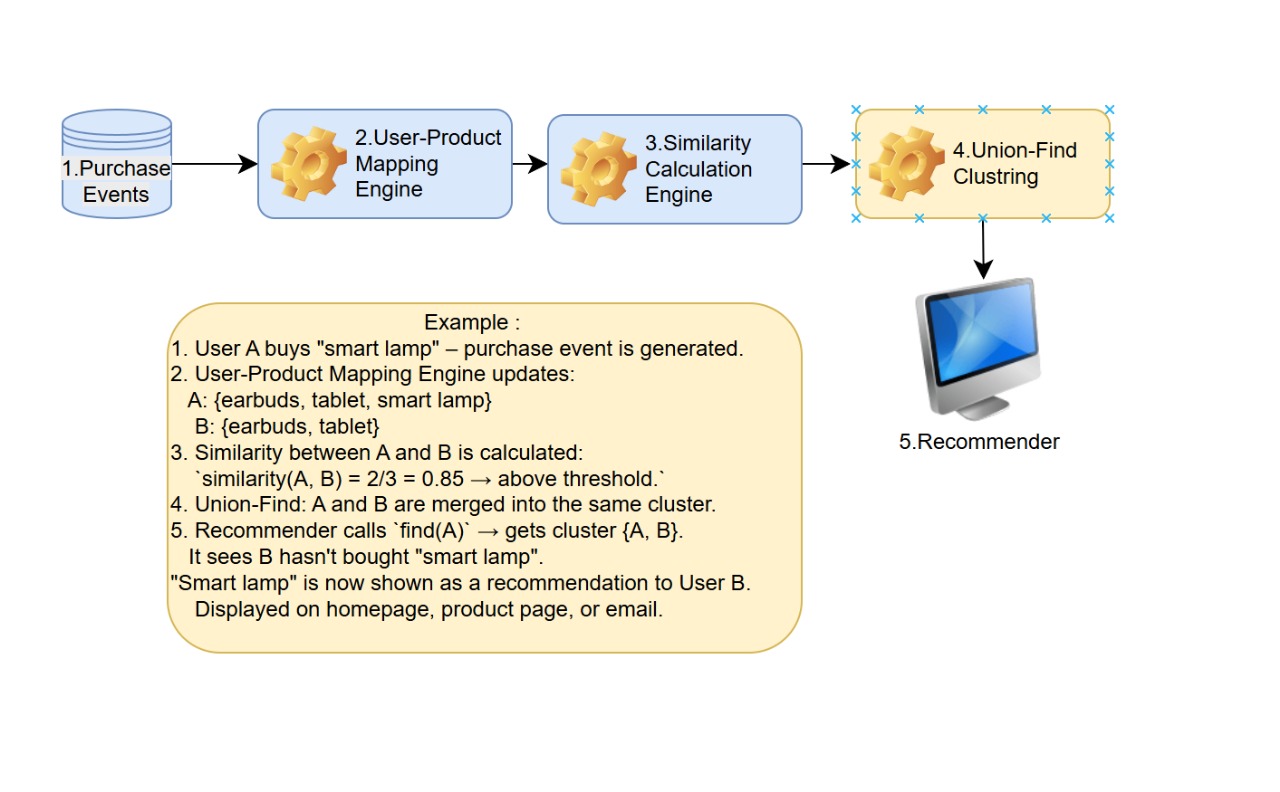 1.Purchase
Events
2.User-Product
Mapping
Engine
3.Similarity
Calculation
Engine
4.Union-Find
Clustring
5.Recommender
Example :
1. User A buys "smart lamp" – purchase event is generated.
2. User-Product Mapping Engine updates:
A: {earbuds, tablet, smart lamp}
B: {earbuds, tablet}
3. Similarity between A and B is calculated:
`similarity(A, B) = 2/3 = 0.85 → above threshold.`
4. Union-Find: A and B are merged into the same cluster.
5. Recommender calls `find(A)` → gets cluster {A, B}.
It sees B hasn't bought "smart lamp".
"Smart lamp" is now shown as a recommendation to User B.
Displayed on homepage, product page, or email.